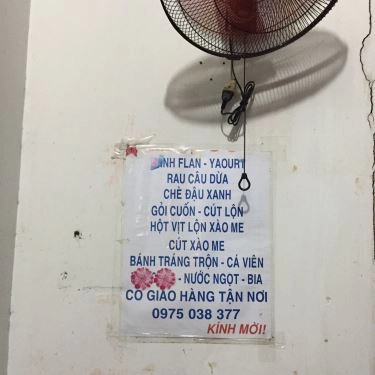 BÁNH FLAN - YAOURT
RAU CÂU DỪA
CHÈ ĐẬU XANH
GỎI CUỐN - CÚT LỘN
HỘT VỊT LỘN XÀO ME
CÚT XÀO ME
BÁNH TRÁNG TRỘN - CÁ VIÊN
- NƯỚC NGỌT - BIA
CÓ GIAO HÀNG TẬN NƠI
0975 038 377
KÍNH MỜI!